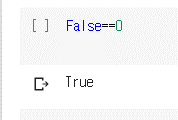 [ ] False==0
True